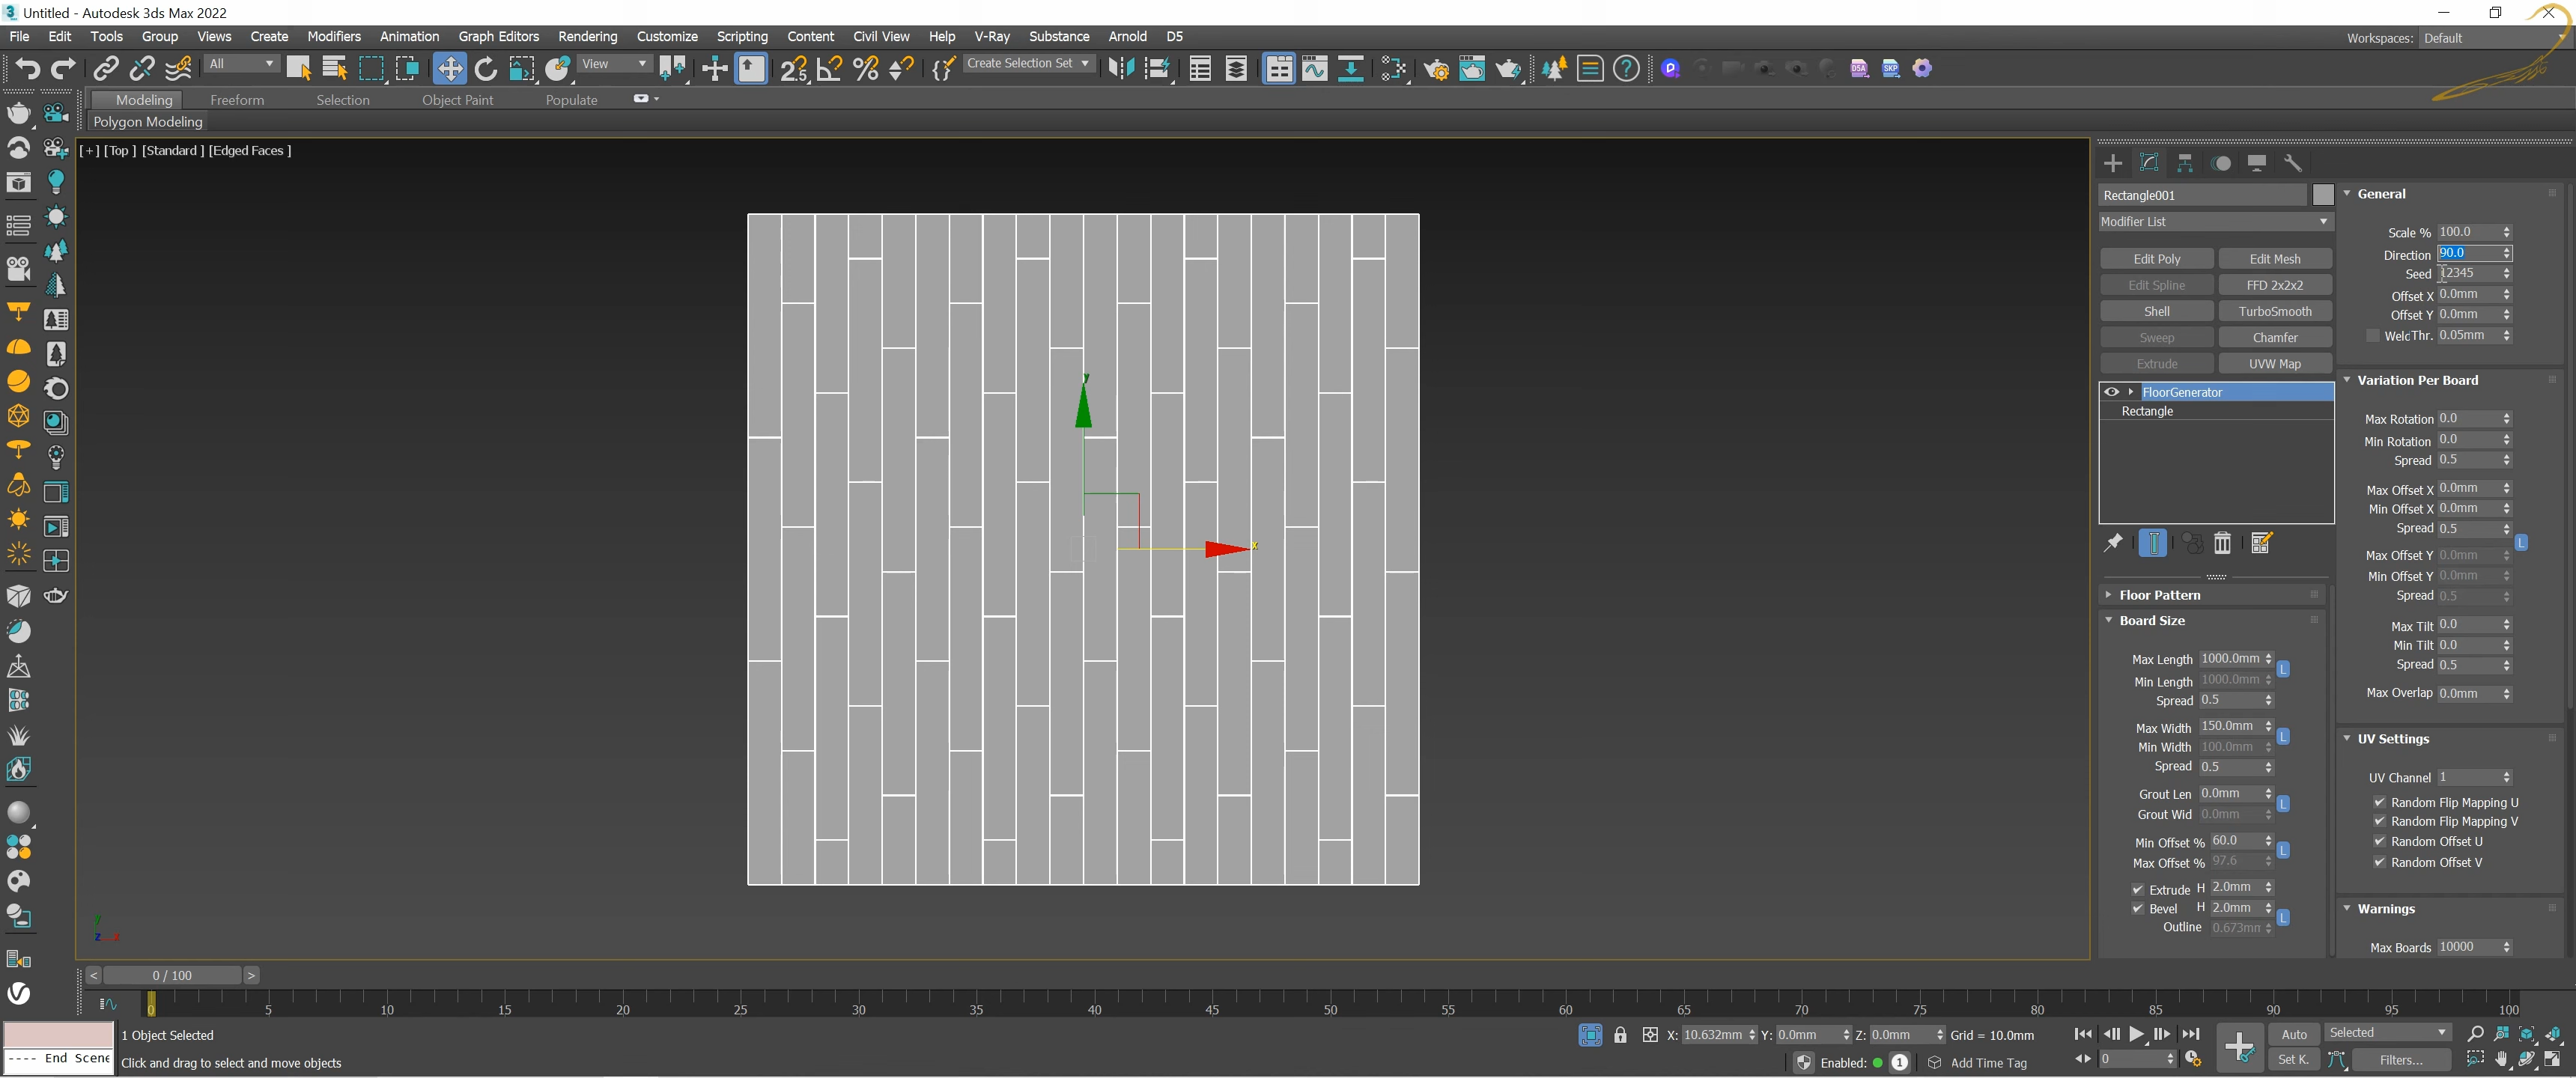 3 Untitled - Autodesk 3ds Max 2022
File Edit Tools Group Views Create Modifiers Animation Graph Editors Rendering Customize Scripting Content Civil View Help V-Ray Substance Arnold D5
Workspaces: Default
All View Create Selection Set
Modeling Freeform Selection Object Paint Populate
Polygon Modeling
[+] [Top ] [Standard ] [Edged Faces ]
y
x
Rectangle001
Modifier List
Edit Poly Edit Mesh
Edit Spline FFD 2x2x2
Shell TurboSmooth
Sweep Chamfer
Extrude UVW Map
FloorGenerator
Rectangle
Floor Pattern
Board Size
Max Length 1000.0mm L
Min Length 1000.0mm
Spread 0.5
Max Width 150.0mm L
Min Width 100.0mm
Spread 0.5
Grout Len 0.0mm L
Grout Wid 0.0mm
Min Offset % 60.0 L
Max Offset % 97.6
Extrude H 2.0mm
Bevel H 2.0mm L
Outline 0.673mm
General
Scale % 100.0
Direction 90.0
Seed 12345
Offset X 0.0mm
Offset Y 0.0mm
WelcThr. 0.05mm
Variation Per Board
Max Rotation 0.0
Min Rotation 0.0
Spread 0.5
Max Offset X 0.0mm
Min Offset X 0.0mm
Spread 0.5
L
Max Offset Y 0.0mm
Min Offset Y 0.0mm
Spread 0.5
Max Tilt 0.0
Min Tilt 0.0
Spread 0.5
Max Overlap 0.0mm
UV Settings
UV Channel 1
Random Flip Mapping U
Random Flip Mapping V
Random Offset U
Random Offset V
Warnings
Max Boards 10000
< 0 / 100 >
0 5 10 15 20 25 30 35 40 45 50 55 60 65 70 75 80 85 90 95 100
1 Object Selected
X: 10.632mm Y: 0.0mm Z: 0.0mm Grid = 10.0mm
Auto Selected
---- End Scene
Click and drag to select and move objects
Enabled: 1 Add Time Tag
0 Set K. Filters...